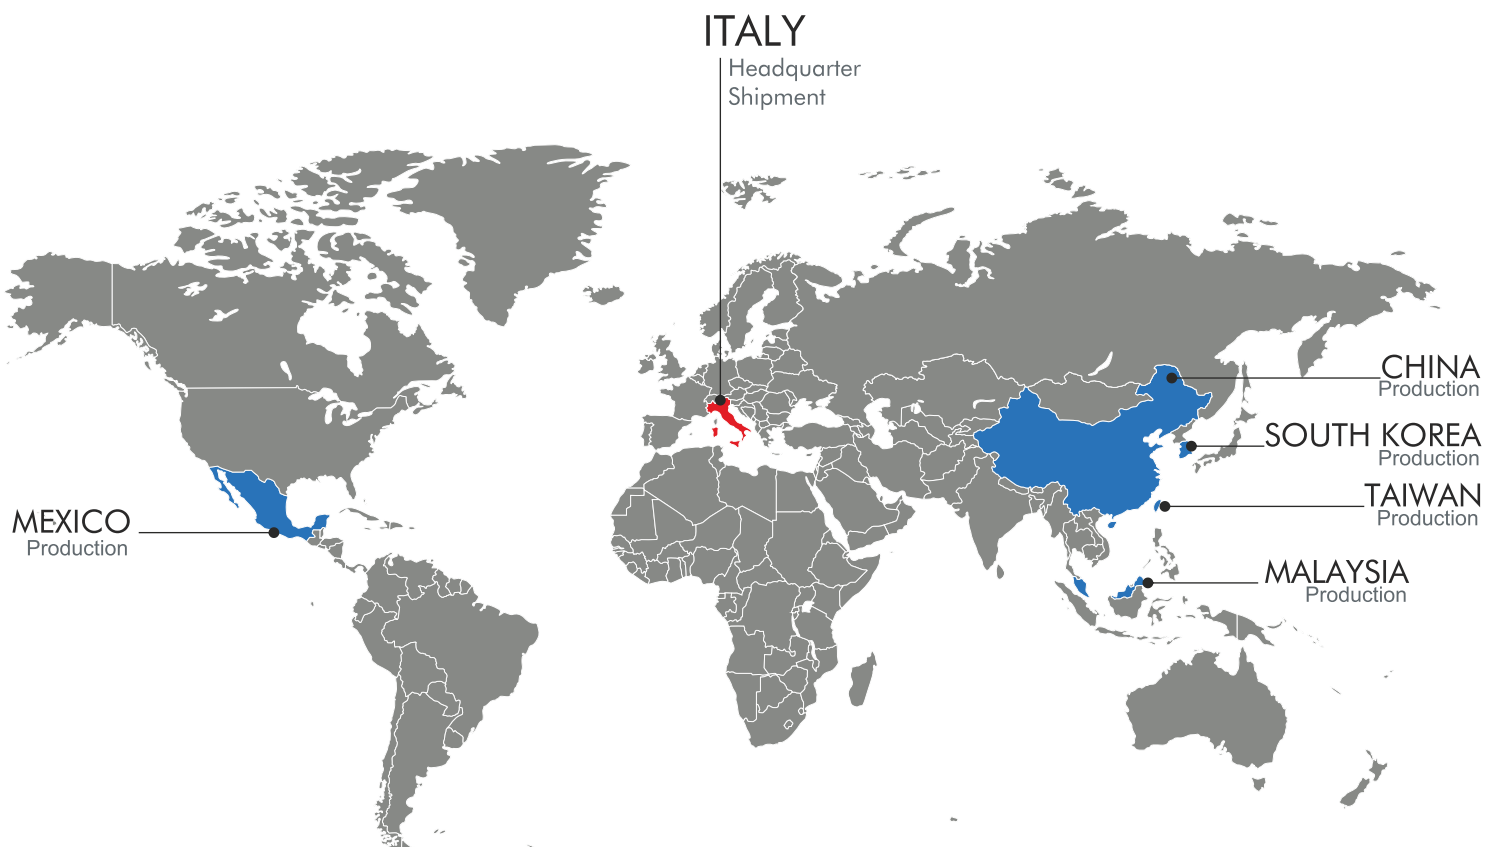 ITALY
Headquarter
Shipment
CHINA
Production
SOUTH KOREA
Production
TAIWAN
Production
MEXICO
Production
MALAYSIA
Production